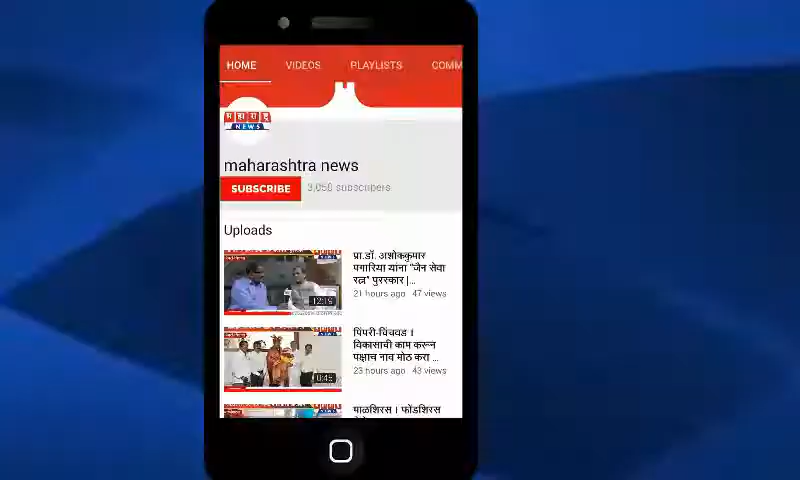 HOME VIDEOS PLAYLISTS COMM
महाराष्ट्र
NEWS
maharashtra news
SUBSCRIBE 3,050 subscribers
Uploads
प्रा.डॉ. अशोककुमार
पगारिया यांना "जैन सेवा
रत्न" पुरस्कार |...
21 hours ago 47 views
12:19
पिंपरी-चिंचवड ।
विकासाची काम करून
पक्षाच नाव मोठ करा ...
23 hours ago 43 views
0:48
माळशिरस । फोंडशिरस